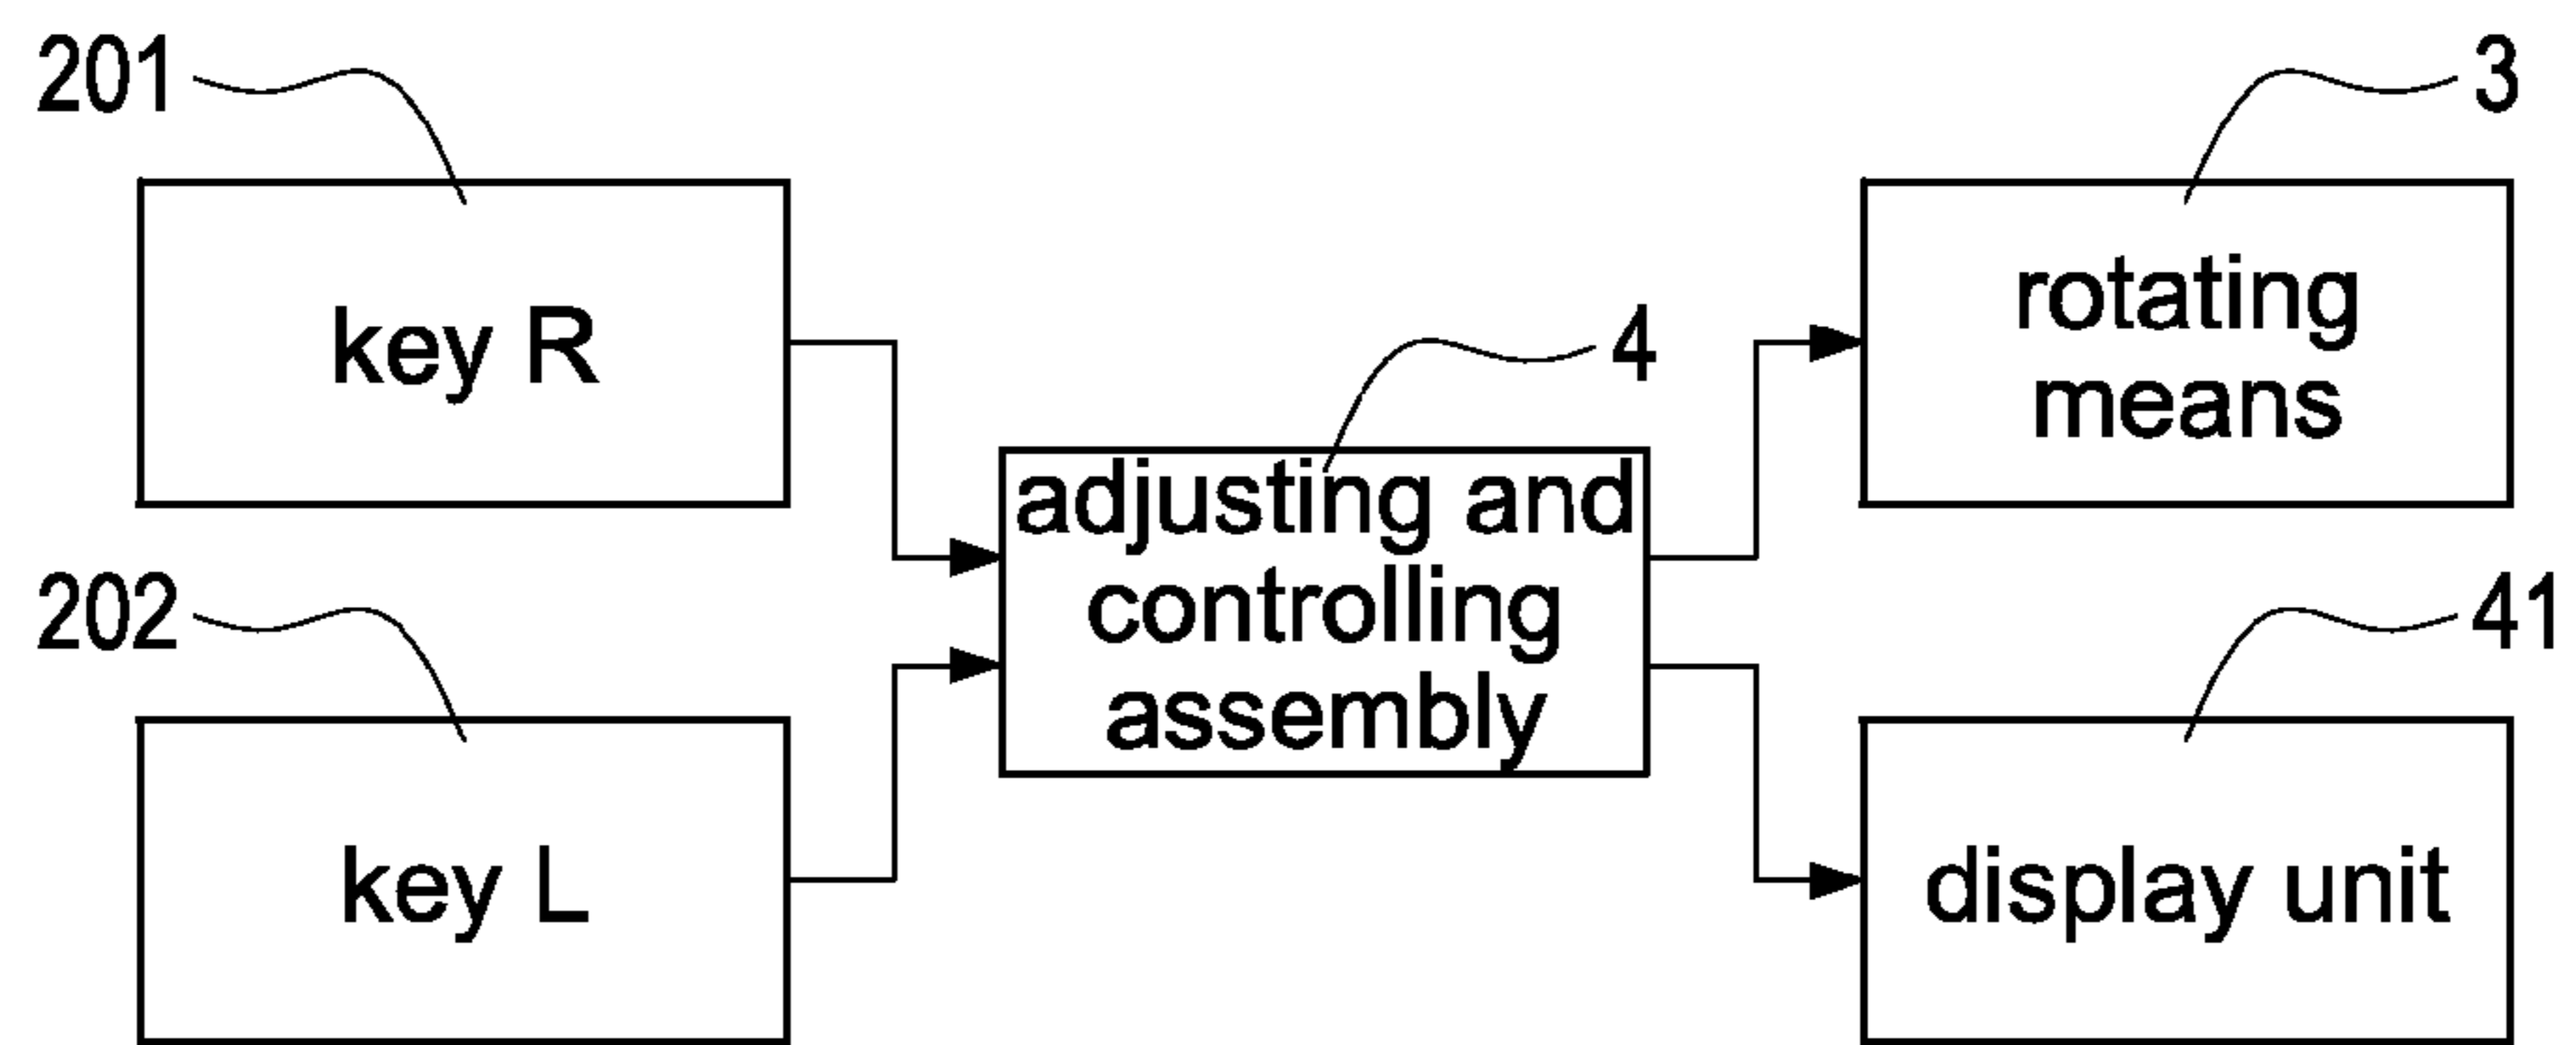 201
key R
202
key L
4
adjusting and
controlling
assembly
3
rotating
means
41
display unit